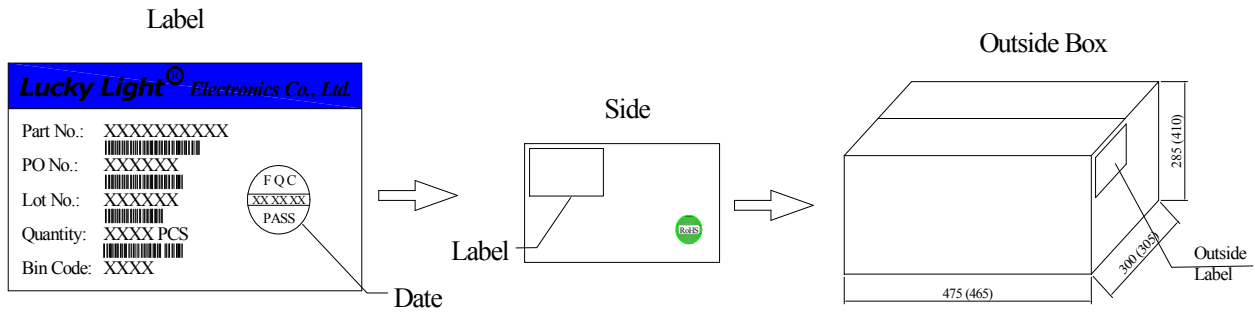 Label
Lucky Light® Electronics Co., Ltd.
Part No.: XXXXXXXXXX
PO No.: XXXXXX
Lot No.: XXXXXX
Quantity: XXXX PCS
Bin Code: XXXX
FQC
XX XX XX
PASS
Date
Side
Label
RoHS
Outside Box
285 (410)
300 (305)
475 (465)
Outside
Label